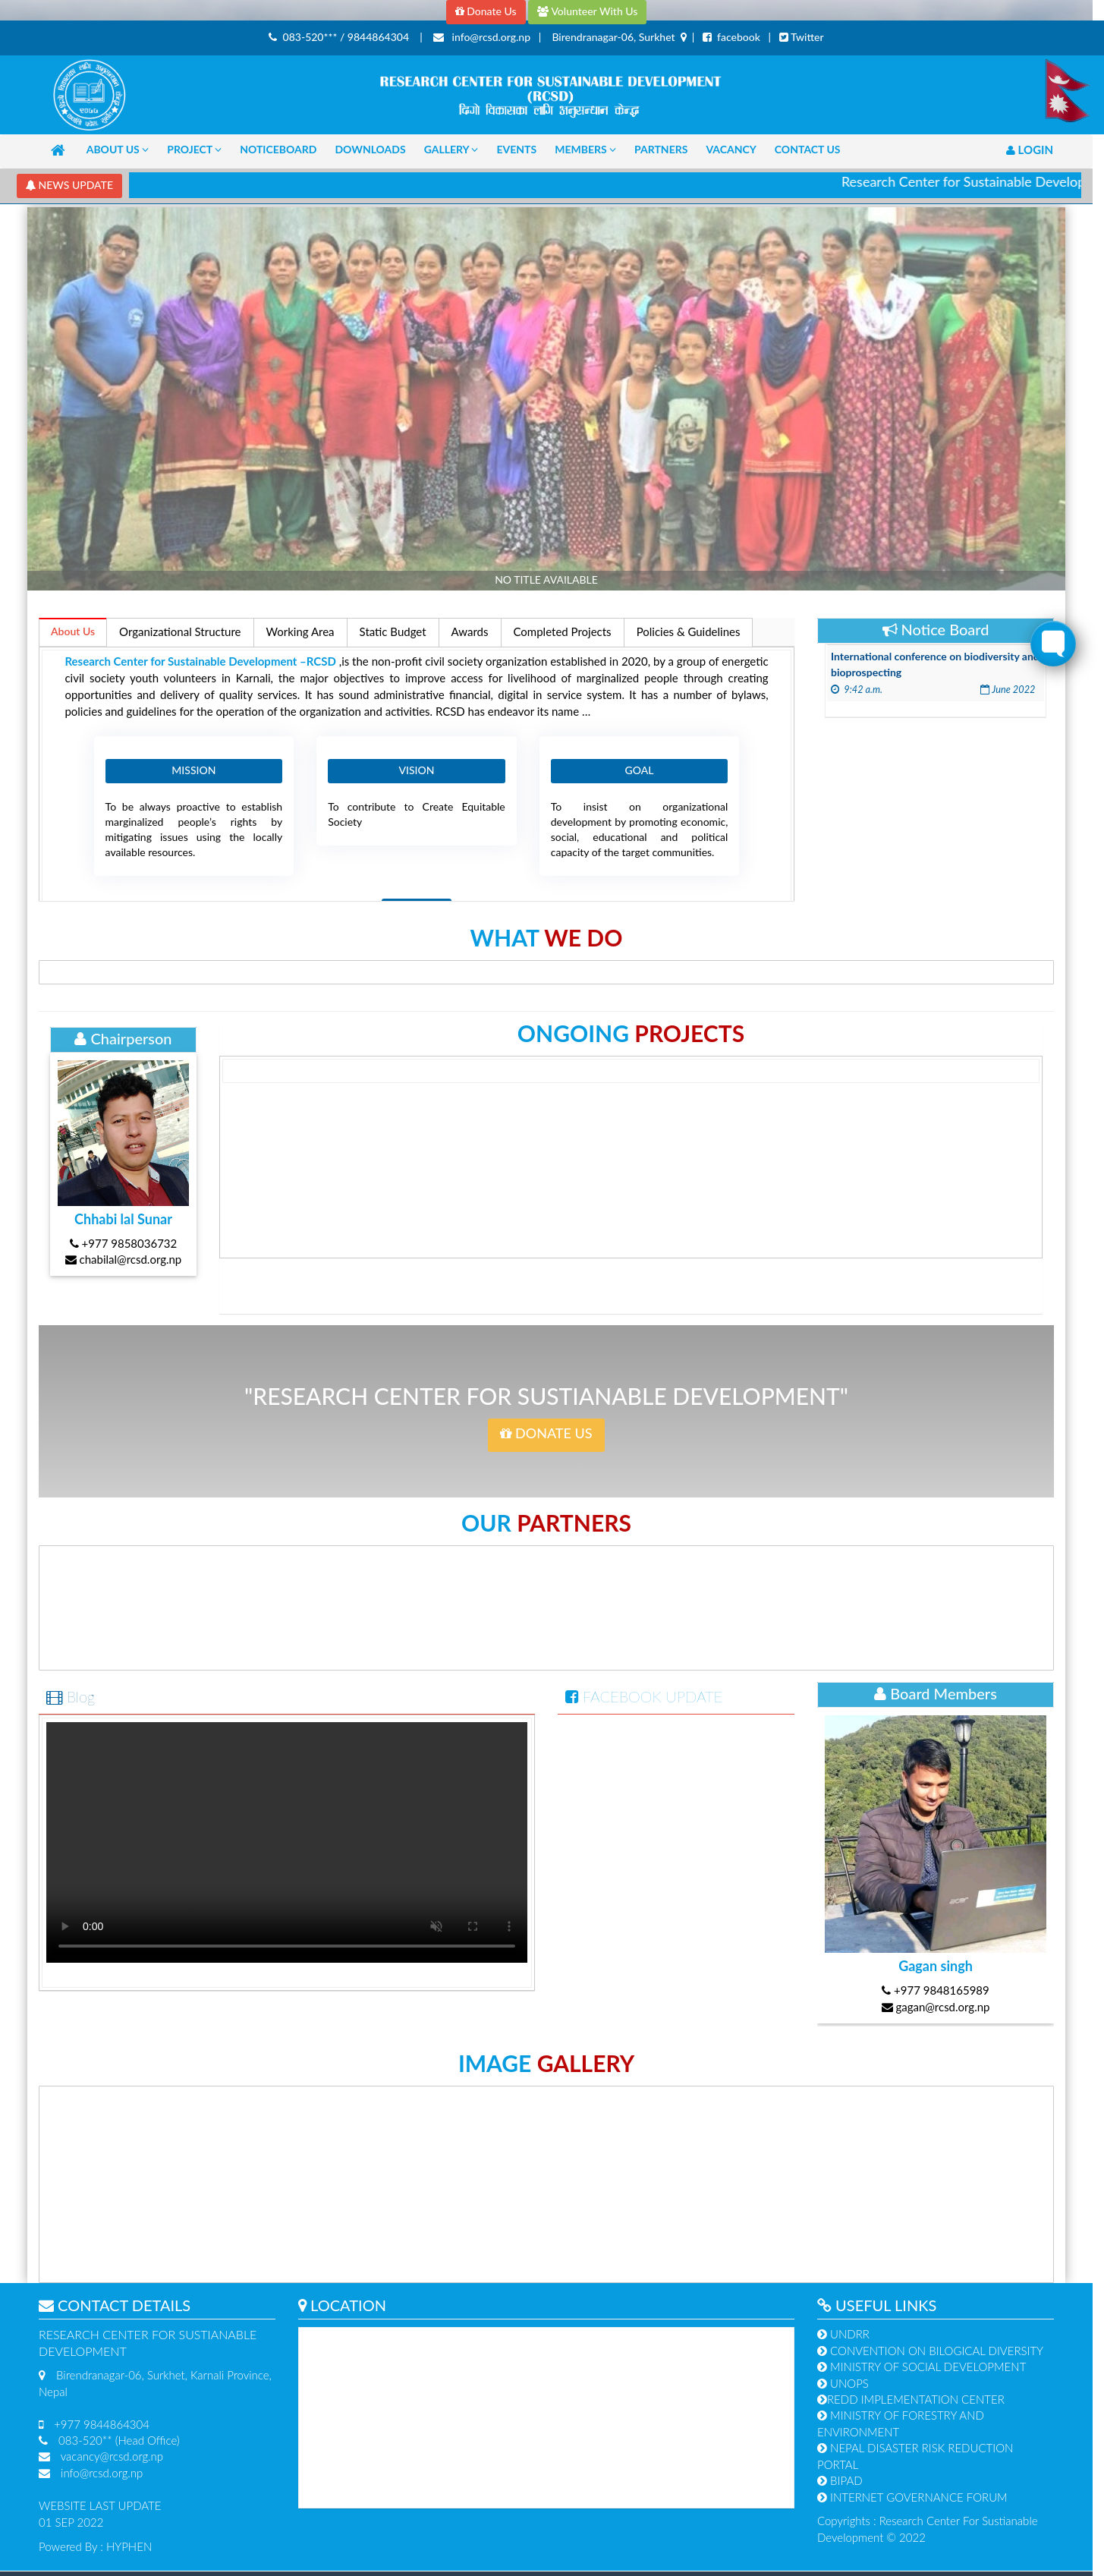 Donate Us Volunteer With Us
083-520*** / 9844864304 | info@rcsd.org.np | Birendranagar-06, Surkhet | facebook | Twitter
RESEARCH CENTER FOR SUSTAINABLE DEVELOPMENT
(RCSD)
दिगो विकासका लागि अनुसन्धान केन्द्र
ABOUT US PROJECT NOTICEBOARD DOWNLOADS GALLERY EVENTS MEMBERS PARTNERS VACANCY CONTACT US LOGIN
NEWS UPDATE Research Center for Sustainable Develop
NO TITLE AVAILABLE
About Us Organizational Structure Working Area Static Budget Awards Completed Projects Policies & Guidelines
Research Center for Sustainable Development –RCSD ,is the non-profit civil society organization established in 2020, by a group of energetic
civil society youth volunteers in Karnali, the major objectives to improve access for livelihood of marginalized people through creating
opportunities and delivery of quality services. It has sound administrative financial, digital in service system. It has a number of bylaws,
policies and guidelines for the operation of the organization and activities. RCSD has endeavor its name ...
MISSION
To be always proactive to establish
marginalized people's rights by
mitigating issues using the locally
available resources.
VISION
To contribute to Create Equitable
Society
GOAL
To insist on organizational
development by promoting economic,
social, educational and political
capacity of the target communities.
Notice Board
International conference on biodiversity and
bioprospecting
9:42 a.m. June 2022
WHAT WE DO
Chairperson
Chhabi lal Sunar
+977 9858036732
chabilal@rcsd.org.np
ONGOING PROJECTS
"RESEARCH CENTER FOR SUSTIANABLE DEVELOPMENT"
DONATE US
OUR PARTNERS
Blog
0:00
FACEBOOK UPDATE
Board Members
Gagan singh
+977 9848165989
gagan@rcsd.org.np
IMAGE GALLERY
CONTACT DETAILS
RESEARCH CENTER FOR SUSTIANABLE
DEVELOPMENT
Birendranagar-06, Surkhet, Karnali Province,
Nepal
+977 9844864304
083-520** (Head Office)
vacancy@rcsd.org.np
info@rcsd.org.np
WEBSITE LAST UPDATE
01 SEP 2022
Powered By : HYPHEN
LOCATION
USEFUL LINKS
UNDRR
CONVENTION ON BILOGICAL DIVERSITY
MINISTRY OF SOCIAL DEVELOPMENT
UNOPS
REDD IMPLEMENTATION CENTER
MINISTRY OF FORESTRY AND
ENVIRONMENT
NEPAL DISASTER RISK REDUCTION
PORTAL
BIPAD
INTERNET GOVERNANCE FORUM
Copyrights : Research Center For Sustianable
Development © 2022